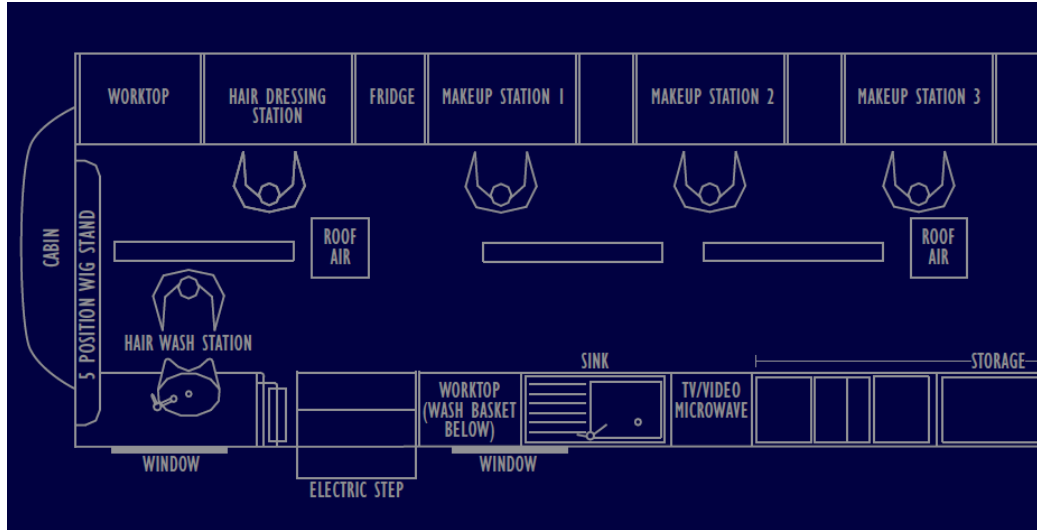 WORKTOP
HAIR DRESSING
STATION
FRIDGE
MAKEUP STATION 1
MAKEUP STATION 2
MAKEUP STATION 3
CABIN
5 POSITION WIG STAND
ROOF
AIR
ROOF
AIR
HAIR WASH STATION
SINK
STORAGE
WORKTOP
(WASH BASKET
BELOW)
TV/VIDEO
MICROWAVE
WINDOW
WINDOW
ELECTRIC STEP